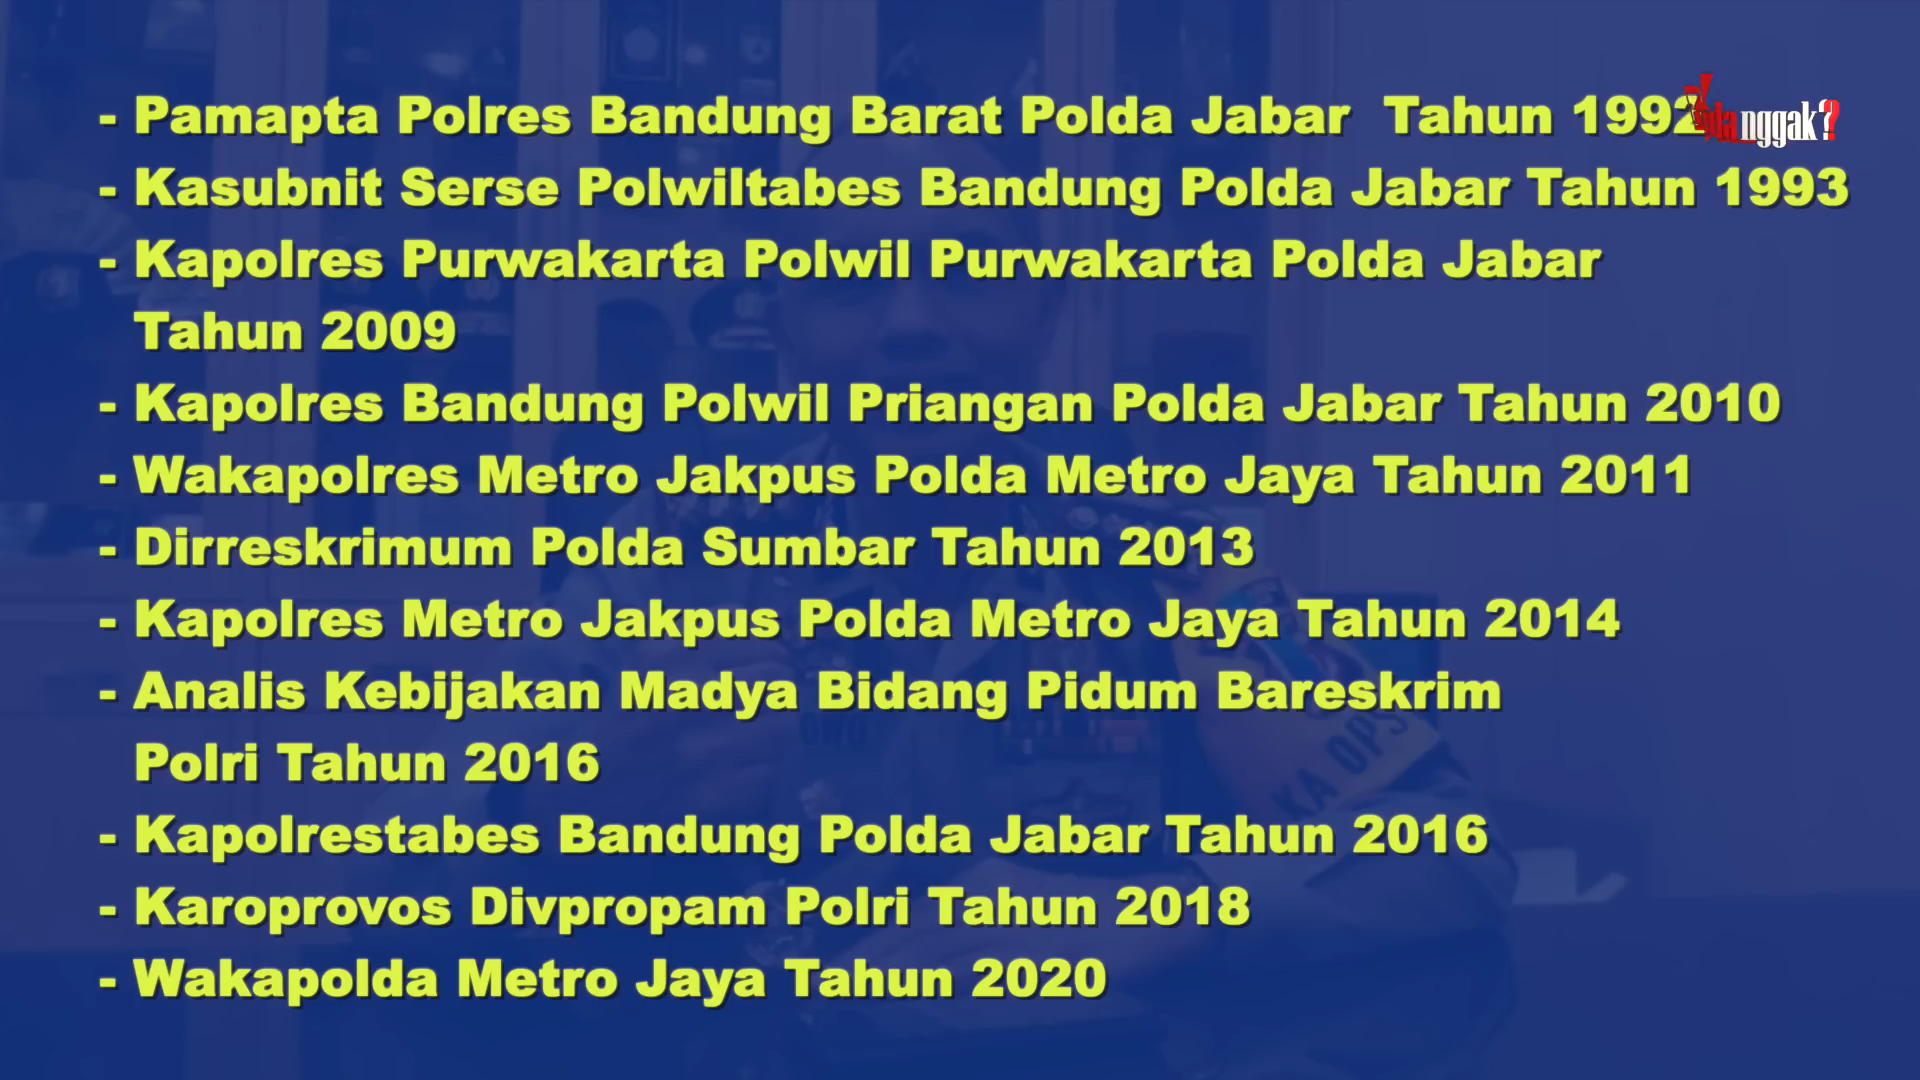 - Pamapta Polres Bandung Barat Polda Jabar Tahun 1992
nggak?
- Kasubnit Serse Polwiltabes Bandung Polda Jabar Tahun 1993
- Kapolres Purwakarta Polwil Purwakarta Polda Jabar
Tahun 2009
- Kapolres Bandung Polwil Priangan Polda Jabar Tahun 2010
- Wakapolres Metro Jakpus Polda Metro Jaya Tahun 2011
- Dirreskrimum Polda Sumbar Tahun 2013
- Kapolres Metro Jakpus Polda Metro Jaya Tahun 2014
- Analis Kebijakan Madya Bidang Pidum Bareskrim
Polri Tahun 2016
KA OPS
- Kapolrestabes Bandung Polda Jabar Tahun 2016
- Karoprovos Divpropam Polri Tahun 2018
- Wakapolda Metro Jaya Tahun 2020